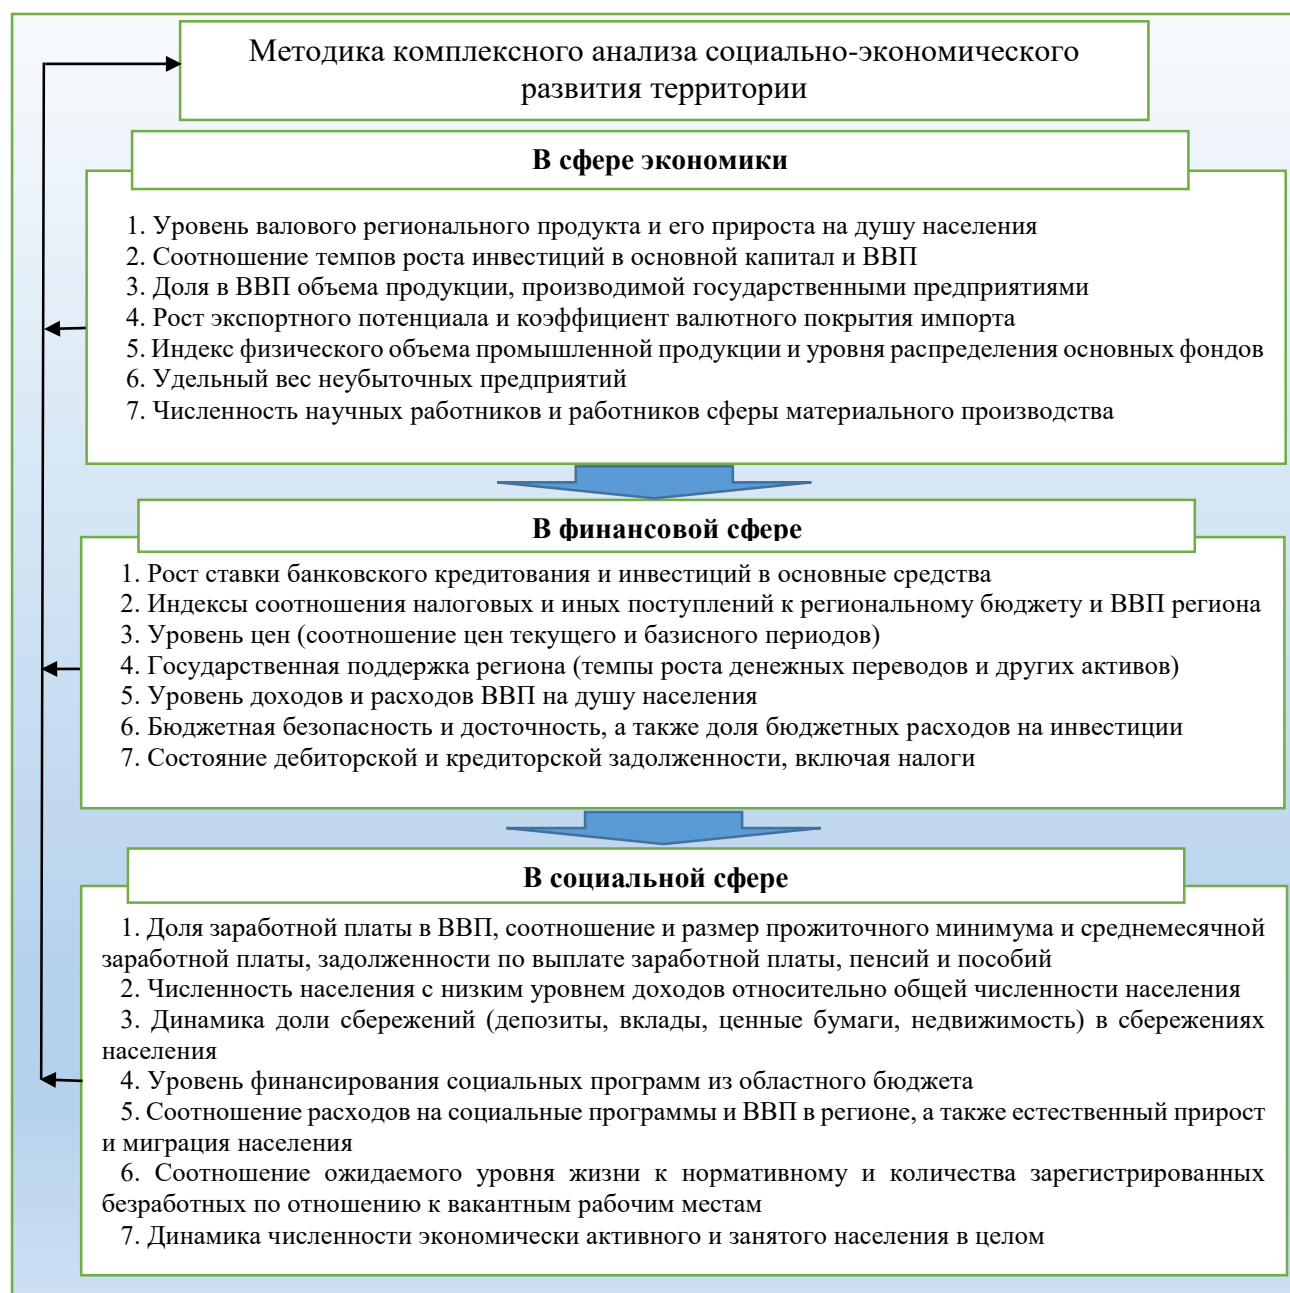 Методика комплексного анализа социально-экономического
развития территории
В сфере экономики
1. Уровень валового регионального продукта и его прироста на душу населения
2. Соотношение темпов роста инвестиций в основной капитал и ВВП
3. Доля в ВВП объема продукции, производимой государственными предприятиями
4. Рост экспортного потенциала и коэффициент валютного покрытия импорта
5. Индекс физического объема промышленной продукции и уровня распределения основных фондов
6. Удельный вес неубыточных предприятий
7. Численность научных работников и работников сферы материального производства
В финансовой сфере
1. Рост ставки банковского кредитования и инвестиций в основные средства
2. Индексы соотношения налоговых и иных поступлений к региональному бюджету и ВВП региона
3. Уровень цен (соотношение цен текущего и базисного периодов)
4. Государственная поддержка региона (темпы роста денежных переводов и других активов)
5. Уровень доходов и расходов ВВП на душу населения
6. Бюджетная безопасность и досточность, а также доля бюджетных расходов на инвестиции
7. Состояние дебиторской и кредиторской задолженности, включая налоги
В социальной сфере
1. Доля заработной платы в ВВП, соотношение и размер прожиточного минимума и среднемесячной
заработной платы, задолженности по выплате заработной платы, пенсий и пособий
2. Численность населения с низким уровнем доходов относительно общей численности населения
3. Динамика доли сбережений (депозиты, вклады, ценные бумаги, недвижимость) в сбережениях
населения
4. Уровень финансирования социальных программ из областного бюджета
5. Соотношение расходов на социальные программы и ВВП в регионе, а также естественный прирост
и миграция населения
6. Соотношение ожидаемого уровня жизни к нормативному и количества зарегистрированных
безработных по отношению к вакантным рабочим местам
7. Динамика численности экономически активного и занятого населения в целом